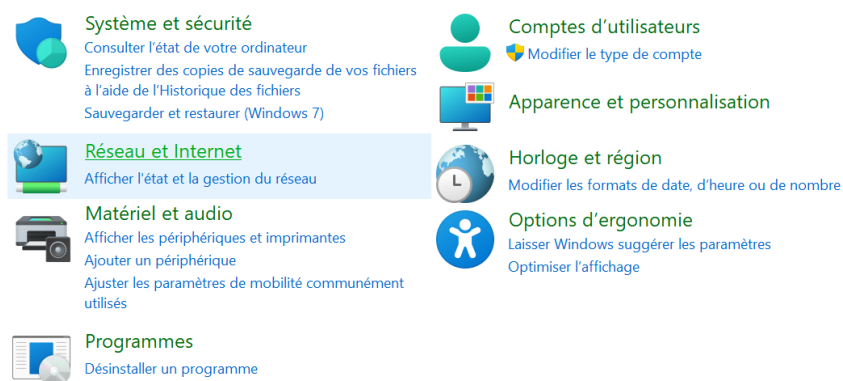 Système et sécurité
Consulter l'état de votre ordinateur
Enregistrer des copies de sauvegarde de vos fichiers
à l'aide de l'Historique des fichiers
Sauvegarder et restaurer (Windows 7)
Réseau et Internet
Afficher l'état et la gestion du réseau
Matériel et audio
Afficher les périphériques et imprimantes
Ajouter un périphérique
Ajuster les paramètres de mobilité communément
utilisés
Programmes
Désinstaller un programme
Comptes d'utilisateurs
Modifier le type de compte
Apparence et personnalisation
Horloge et région
Modifier les formats de date, d'heure ou de nombre
Options d'ergonomie
Laisser Windows suggérer les paramètres
Optimiser l'affichage